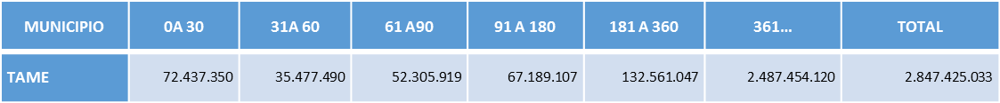 MUNICIPIO 0A 30 31A 60 61 A90 91 A 180 181 A 360 361... TOTAL
TAME 72.437.350 35.477.490 52.305.919 67.189.107 132.561.047 2.487.454.120 2.847.425.033